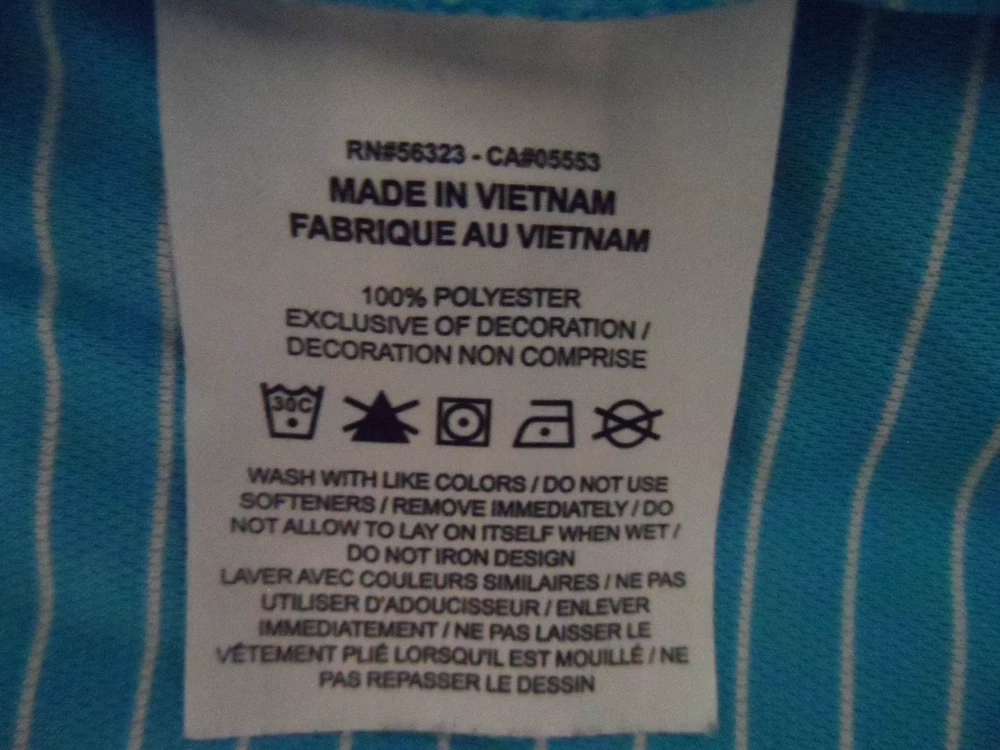 RN#56323 - CA#05553
MADE IN VIETNAM
FABRIQUE AU VIETNAM
100% POLYESTER
EXCLUSIVE OF DECORATION /
DECORATION NON COMPRISE
30C
WASH WITH LIKE COLORS / DO NOT USE
SOFTENERS / REMOVE IMMEDIATELY / DO
NOT ALLOW TO LAY ON ITSELF WHEN WET /
DO NOT IRON DESIGN
LAVER AVEC COULEURS SIMILAIRES / NE PAS
UTILISER D'ADOUCISSEUR / ENLEVER
IMMEDIATEMENT / NE PAS LAISSER LE
VÊTEMENT PLIÉ LORSQU'IL EST MOUILLÉ / NE
PAS REPASSER LE DESSIN